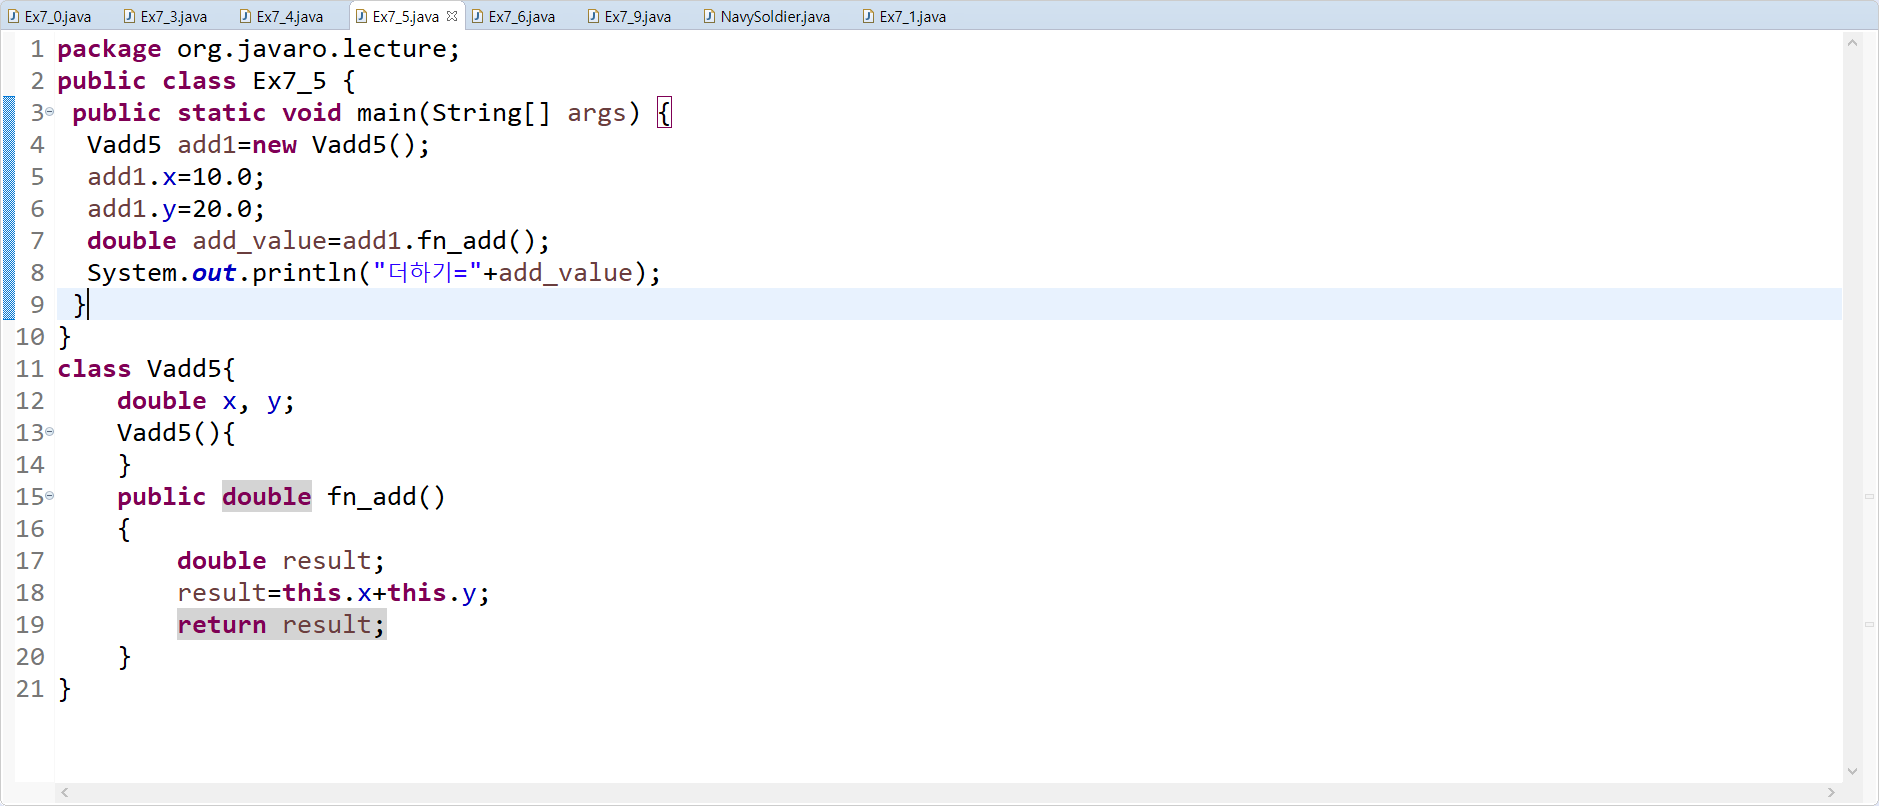 Ex7_0.java Ex7_3.java Ex7_4.java Ex7_5.java Ex7_6.java Ex7_9.java NavySoldier.java Ex7_1.java
1 package org.javaro.lecture;
2 public class Ex7_5 {
3 public static void main(String[] args) {
4 Vadd5 add1=new Vadd5();
5 add1.x=10.0;
6 add1.y=20.0;
7 double add_value=add1.fn_add();
8 System.out.println("더하기="+add_value);
9 }
10 }
11 class Vadd5{
12 double x, y;
13 Vadd5(){
14 }
15 public double fn_add()
16 {
17 double result;
18 result=this.x+this.y;
19 return result;
20 }
21 }